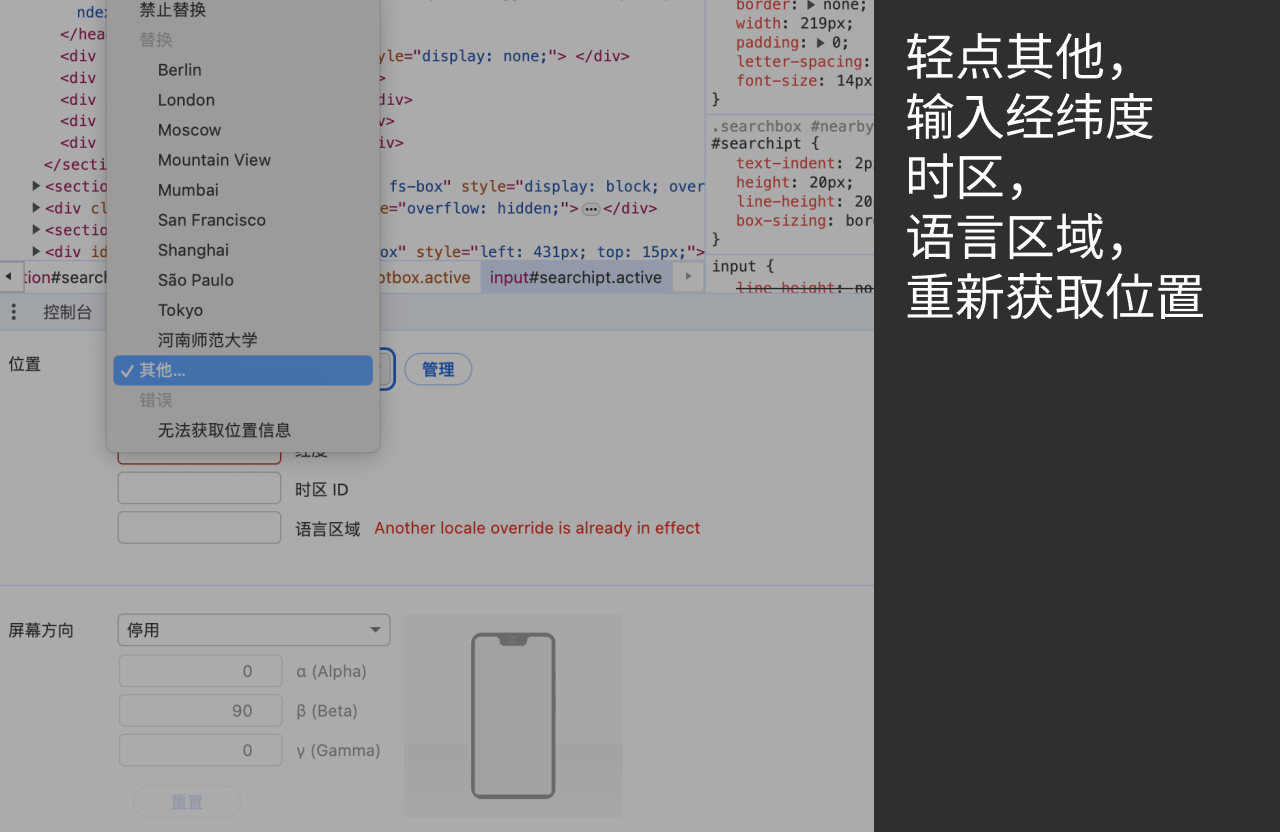 禁止替换
替换
Berlin
London
Moscow
Mountain View
Mumbai
San Francisco
Shanghai
São Paulo
Tokyo
河南师范大学
✓ 其他...
错误
无法获取位置信息
</hea
<div
yle="display: none;"> </div>
<div
>
<div
div>
<div
v>
<div
iv>
</secti
▶<sectio
fs-box" style="display: block; over
▶<div cl
e="overflow: hidden;">…</div>
▶<sectio
▶<div id
ox" style="left: 431px; top: 15px;">
tion#searcl
otbox.active
input#searchipt.active
border: ▶ none;
width: 219px;
padding: ▶ 0;
letter-spacing:
font-size: 14px
}
.searchbox #nearby
#searchipt {
text-indent: 2p
height: 20px;
line-height: 20
box-sizing: bor
}
input {
line-height: no
控制台
位置
管理
经度
时区 ID
语言区域 Another locale override is already in effect
屏幕方向
停用
0 α (Alpha)
90 β (Beta)
0 γ (Gamma)
重置
轻点其他，
输入经纬度
时区，
语言区域，
重新获取位置